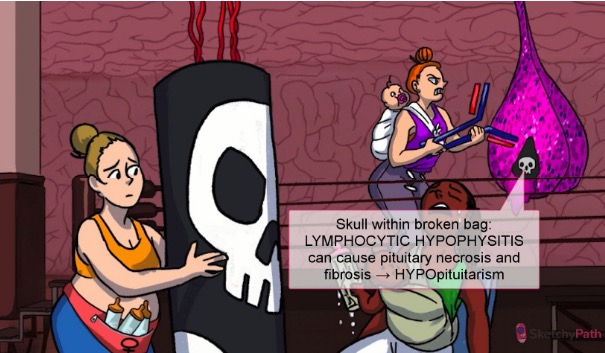 Skull within broken bag:
LYMPHOCYTIC HYPOPHYSITIS
can cause pituitary necrosis and
fibrosis → HYPOpituitarism
SketchyPath